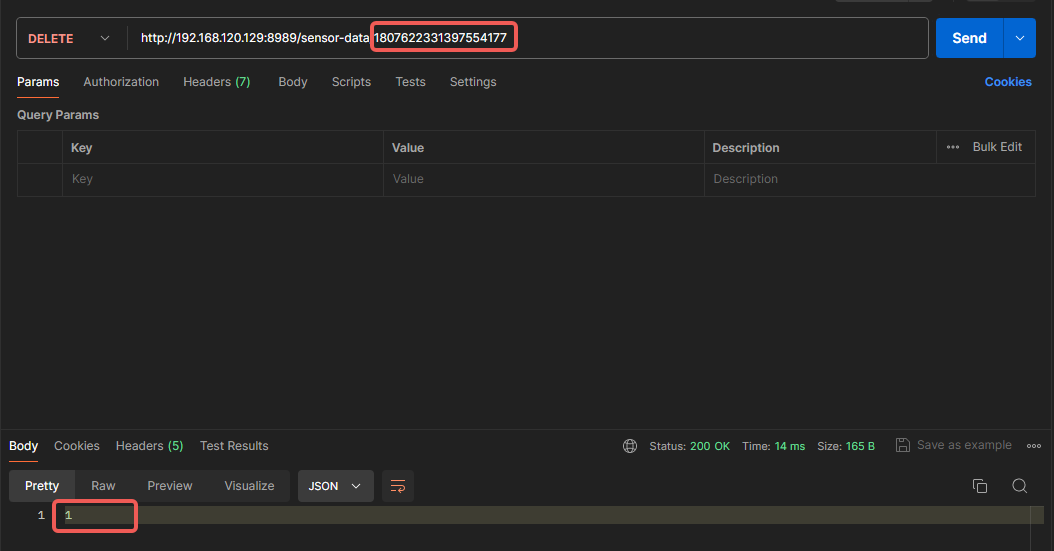 DELETE http://192.168.120.129:8989/sensor-data/1807622331397554177 Send
Params Authorization Headers (7) Body Scripts Tests Settings Cookies
Query Params
Key Value Description ••• Bulk Edit
Key Value Description
Body Cookies Headers (5) Test Results Status: 200 OK Time: 14 ms Size: 165 B Save as example •••
Pretty Raw Preview Visualize JSON
1 1